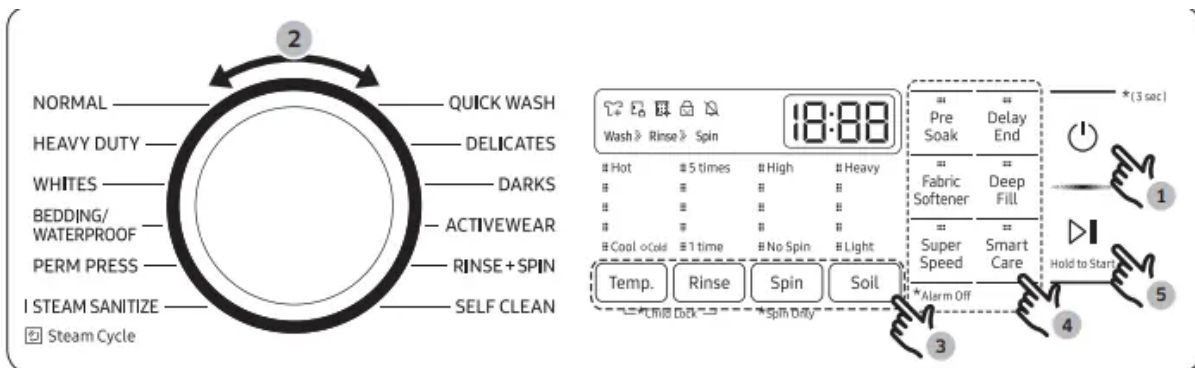 2
NORMAL
HEAVY DUTY
WHITES
BEDDING/
WATERPROOF
PERM PRESS
I STEAM SANITIZE
Steam Cycle
QUICK WASH
DELICATES
DARKS
ACTIVEWEAR
RINSE + SPIN
SELF CLEAN
18:88
Wash » Rinse » Spin
Hot 5 times High Heavy
Cool Cold 1 time No Spin Light
Temp. Rinse Spin Soil
*Child Lock *Spin Only
3
Pre
Soak
Delay
End
Fabric
Softener
Deep
Fill
Super
Speed
Smart
Care
*Alarm Off
4
*(3 sec)
1
Hold to Start
5